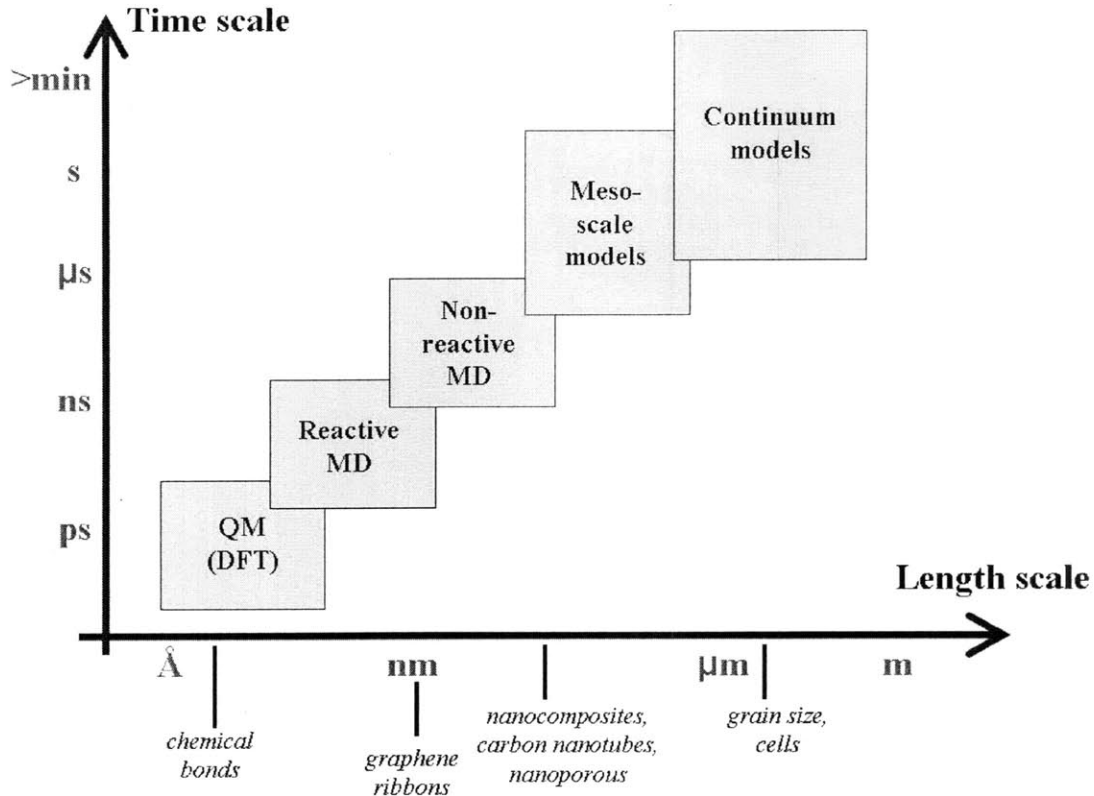 Time scale
>min
s
µs
ns
ps
Continuum
models
Meso-
scale
models
Non-
reactive
MD
Reactive
MD
QM
(DFT)
Length scale
Å
nm
µm
m
chemical
bonds
graphene
ribbons
nanocomposites,
carbon nanotubes,
nanoporous
grain size,
cells